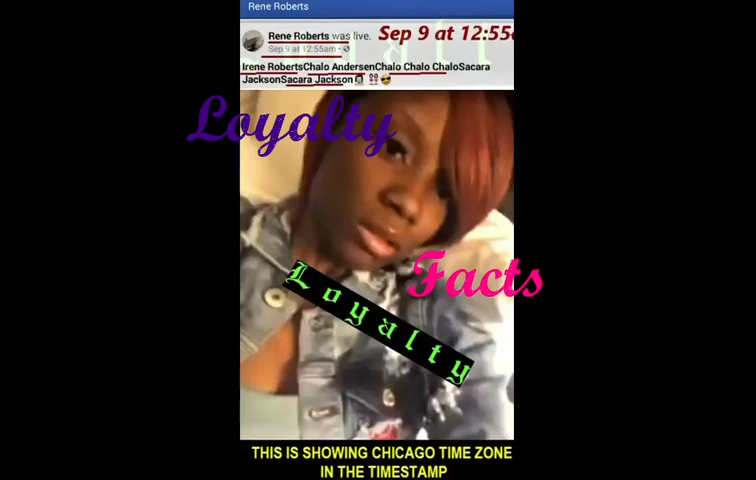 Rene Roberts
Rene Roberts was live.
Sep 9 at 12:55
Sep 9 at 12:55am
Irene RobertsChalo AndersenChalo Chalo ChaloSacara
JacksonSacara Jackson
Loyalty
Facts
Loyalty
THIS IS SHOWING CHICAGO TIME ZONE
IN THE TIMESTAMP